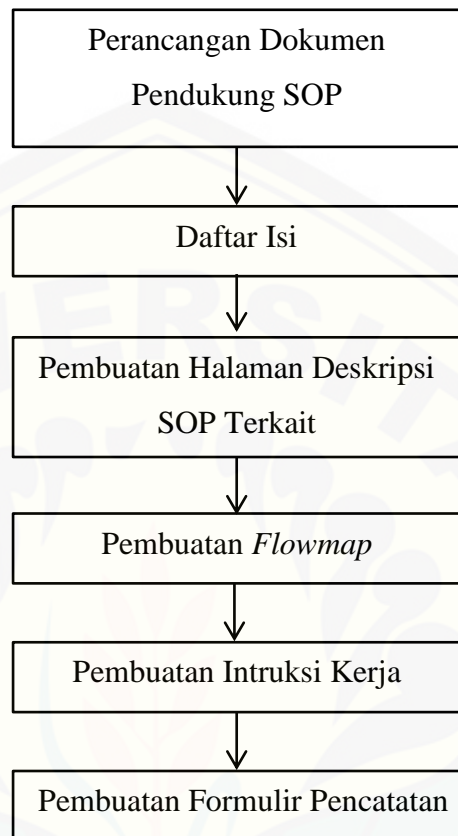 Perancangan Dokumen
Pendukung SOP
Daftar Isi
Pembuatan Halaman Deskripsi
SOP Terkait
Pembuatan Flowmap
Pembuatan Intruksi Kerja
Pembuatan Formulir Pencatatan